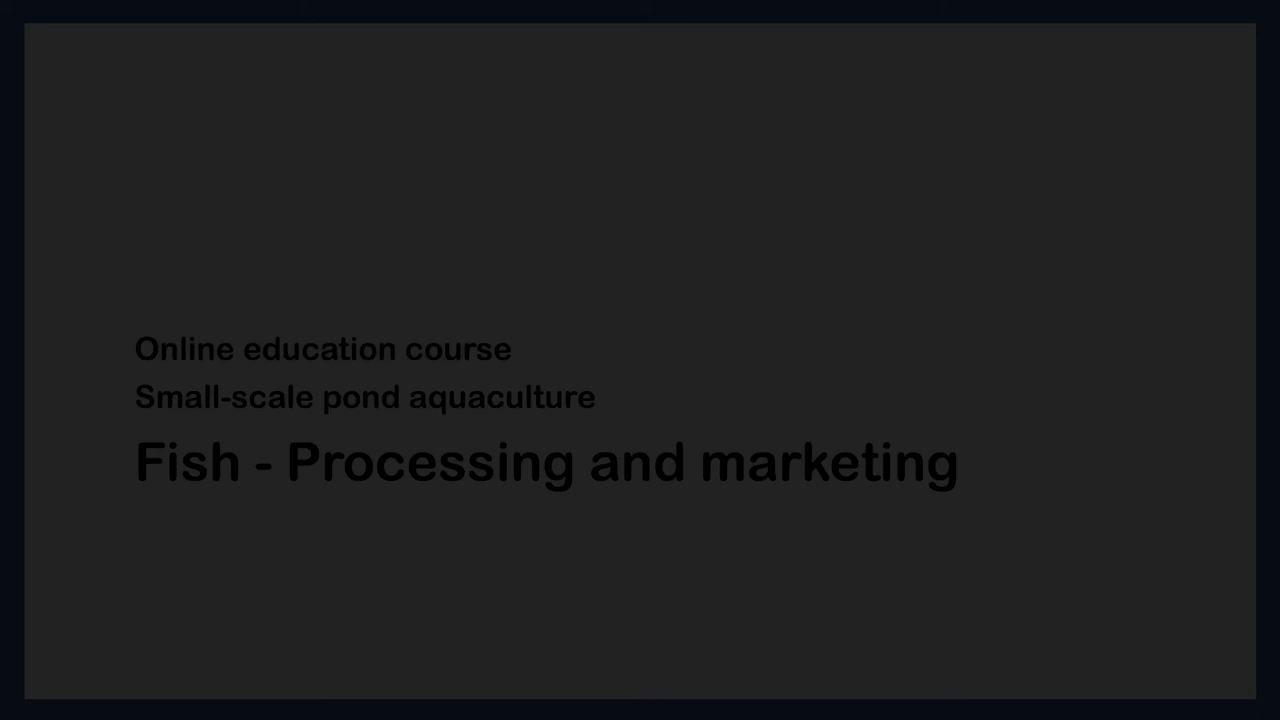 Online education course
Small-scale pond aquaculture
Fish - Processing and marketing